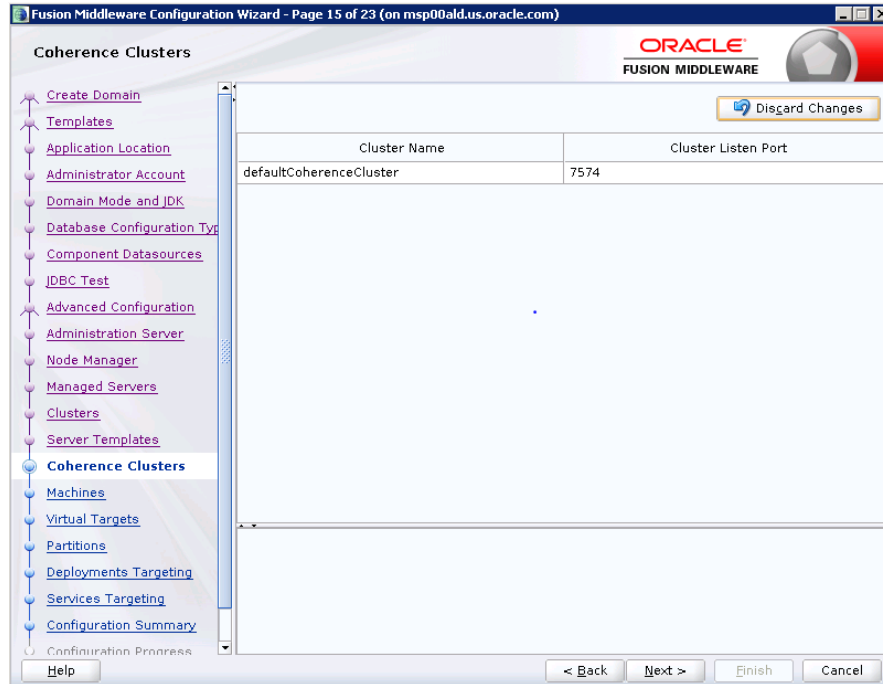 Fusion Middleware Configuration Wizard - Page 15 of 23 (on msp00ald.us.oracle.com)
Coherence Clusters
ORACLE
FUSION MIDDLEWARE
Create Domain
Templates
Application Location
Administrator Account
Domain Mode and JDK
Database Configuration Typ
Component Datasources
JDBC Test
Advanced Configuration
Administration Server
Node Manager
Managed Servers
Clusters
Server Templates
Coherence Clusters
Machines
Virtual Targets
Partitions
Deployments Targeting
Services Targeting
Configuration Summary
Configuration Progress
Discard Changes
Cluster Name Cluster Listen Port
defaultCoherenceCluster 7574
Help < Back Next > Finish Cancel